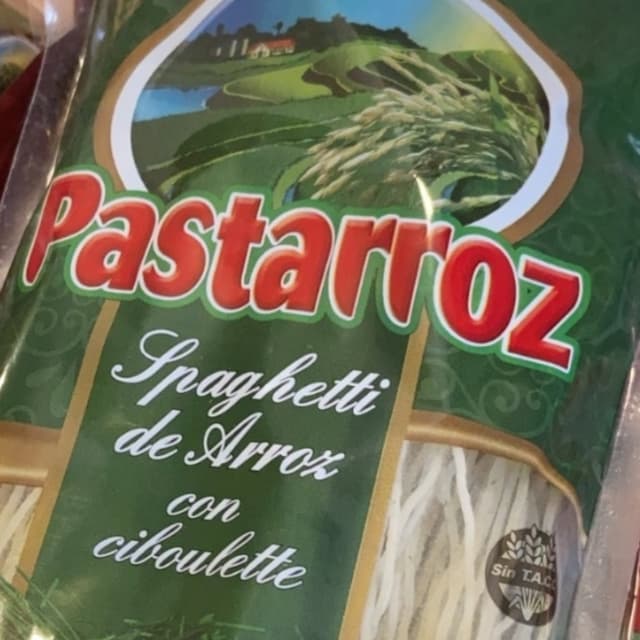 Pastarroz
Spaghetti
de Arroz
con
ciboulette
Sin T.A.C.